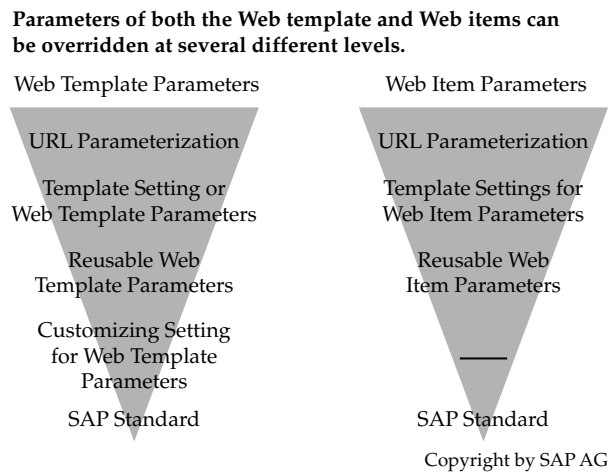 Parameters of both the Web template and Web items can
be overridden at several different levels.
Web Template Parameters
URL Parameterization
Template Setting or
Web Template Parameters
Reusable Web
Template Parameters
Customizing Setting
for Web Template
Parameters
SAP Standard
Web Item Parameters
URL Parameterization
Template Settings for
Web Item Parameters
Reusable Web
Item Parameters
SAP Standard
Copyright by SAP AG